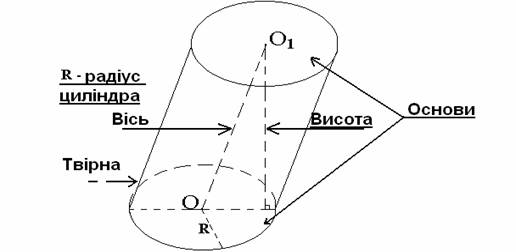 O₁
R - радіус
циліндра
Вісь
Висота
Основи
Твірна
O
R